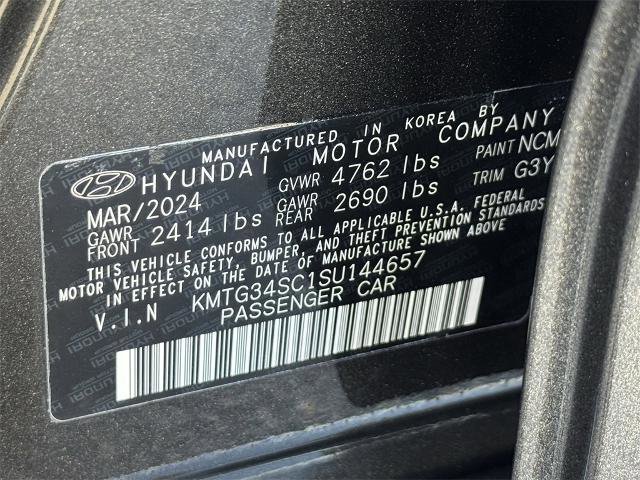 MANUFACTURED IN KOREA BY
HYUNDAI MOTOR COMPANY
MAR/2024 GVWR 4762 lbs PAINT NCM
GAWR FRONT 2414 lbs GAWR REAR 2690 lbs TRIM G3Y
THIS VEHICLE CONFORMS TO ALL APPLICABLE U.S.A. FEDERAL
MOTOR VEHICLE SAFETY, BUMPER, AND THEFT PREVENTION STANDARDS
IN EFFECT ON THE DATE OF MANUFACTURE SHOWN ABOVE
V.I.N KMTG34SC1SU144657
PASSENGER CAR